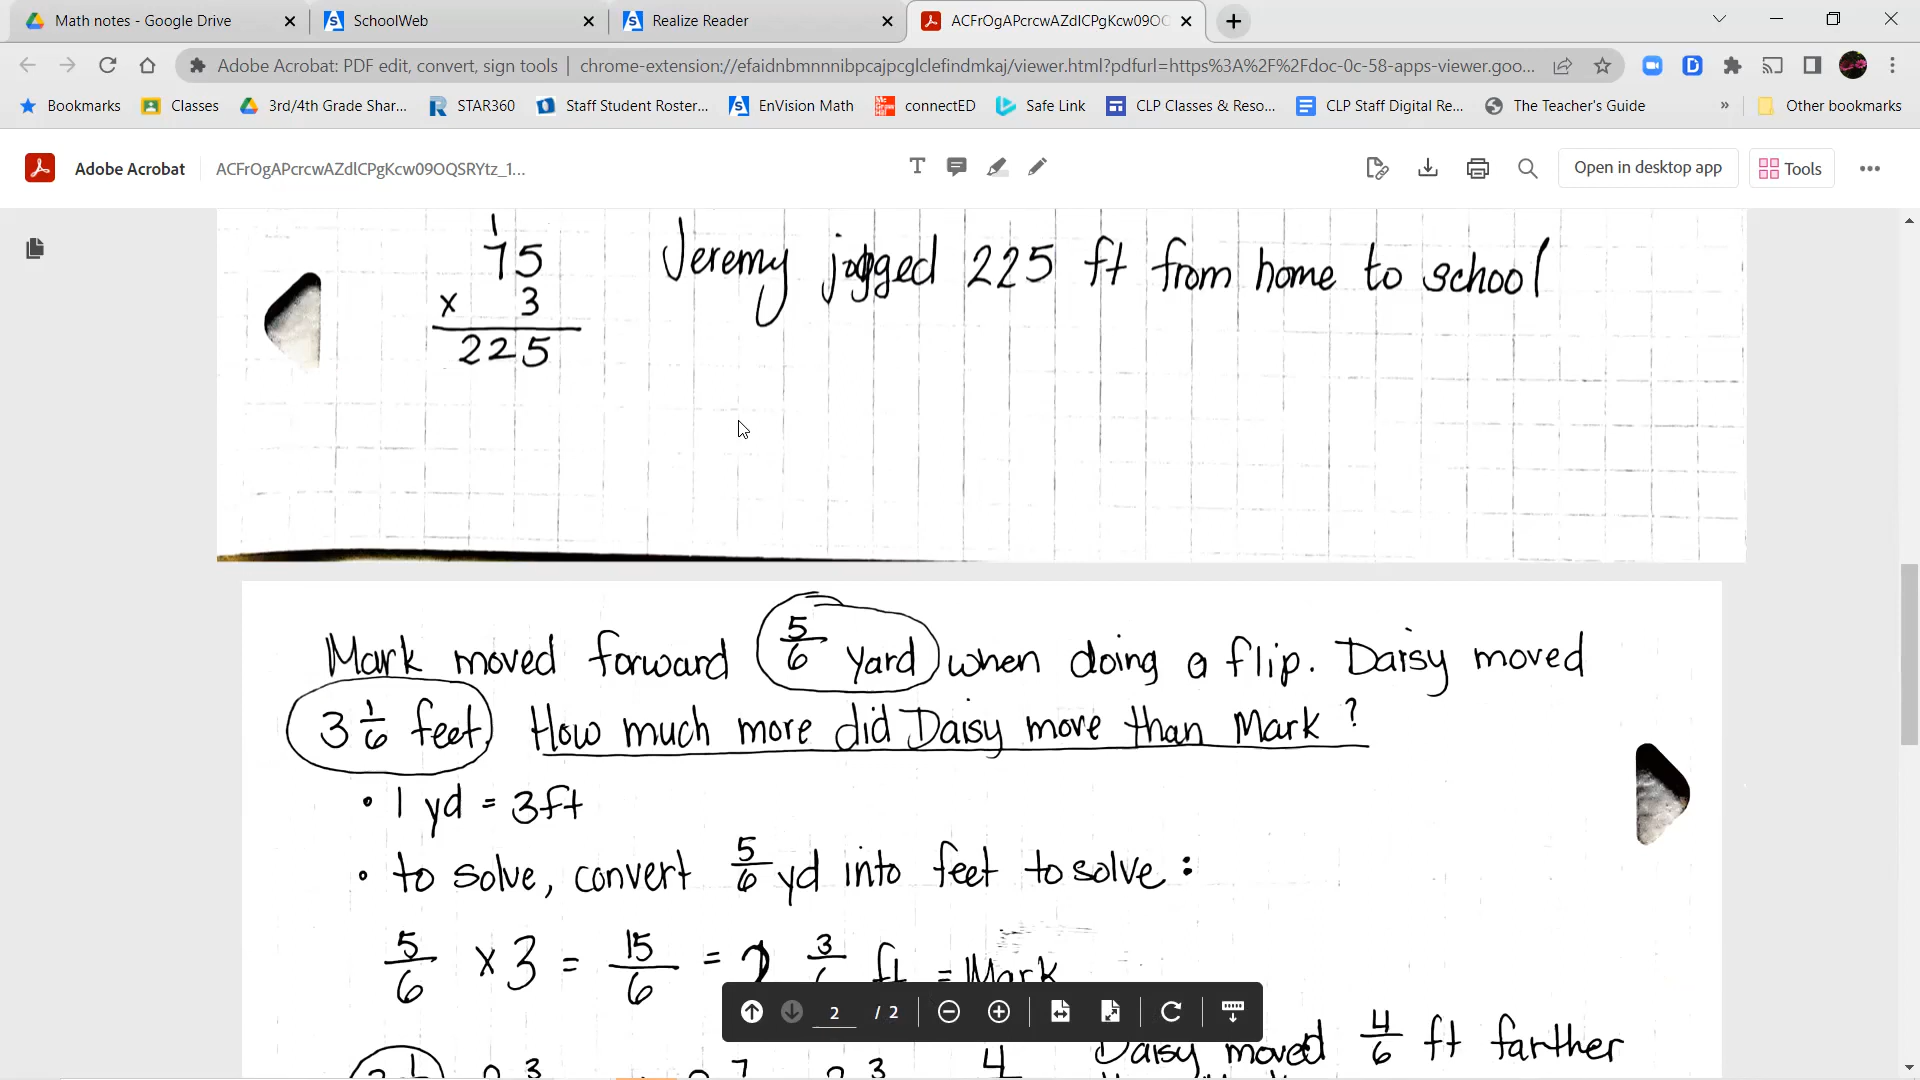 Math notes - Google Drive
SchoolWeb
Realize Reader
ACFrOgAPcrcwAZdlCPgKcw09OC
Adobe Acrobat: PDF edit, convert, sign tools | chrome-extension://efaidnbmnnnibpcajpcglclefindmkaj/viewer.html?pdfurl=https%3A%2F%2Fdoc-0c-58-apps-viewer.goo...
Bookmarks
Classes
3rd/4th Grade Shar...
STAR360
Staff Student Roster...
EnVision Math
connectED
Safe Link
CLP Classes & Reso...
CLP Staff Digital Re...
The Teacher's Guide
»
Other bookmarks
Adobe Acrobat
ACFrOgAPcrcwAZdlCPgKcw09OQSRYtz_1...
Open in desktop app
Tools
1
75
x 3
225
Jeremy jogged 225 ft from home to school
Mark moved forward 5/6 yard when doing a flip. Daisy moved
3 1/6 feet. How much more did Daisy more than Mark?
• 1 yd = 3ft
• to solve, convert 5/6 yd into feet to solve:
5/6 x 3 = 15/6 = 2 3/6 ft = Mark
2 / 2
Daisy moved 4/6 ft farther